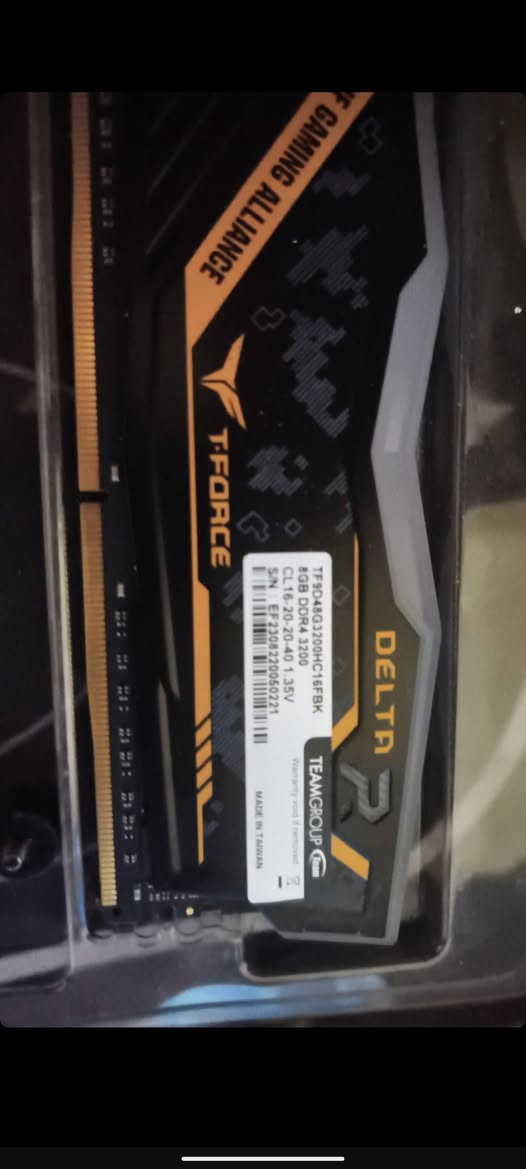 GAMING ALLIANCE
T-FORCE
DELTA
R
TF9D48G3200HC16FBK
8GB DDR4 3200
CL16-20-20-40 1.35V
S/N : EF2308220050221
TEAMGROUP
Warranty void if removed
MADE IN TAIWAN